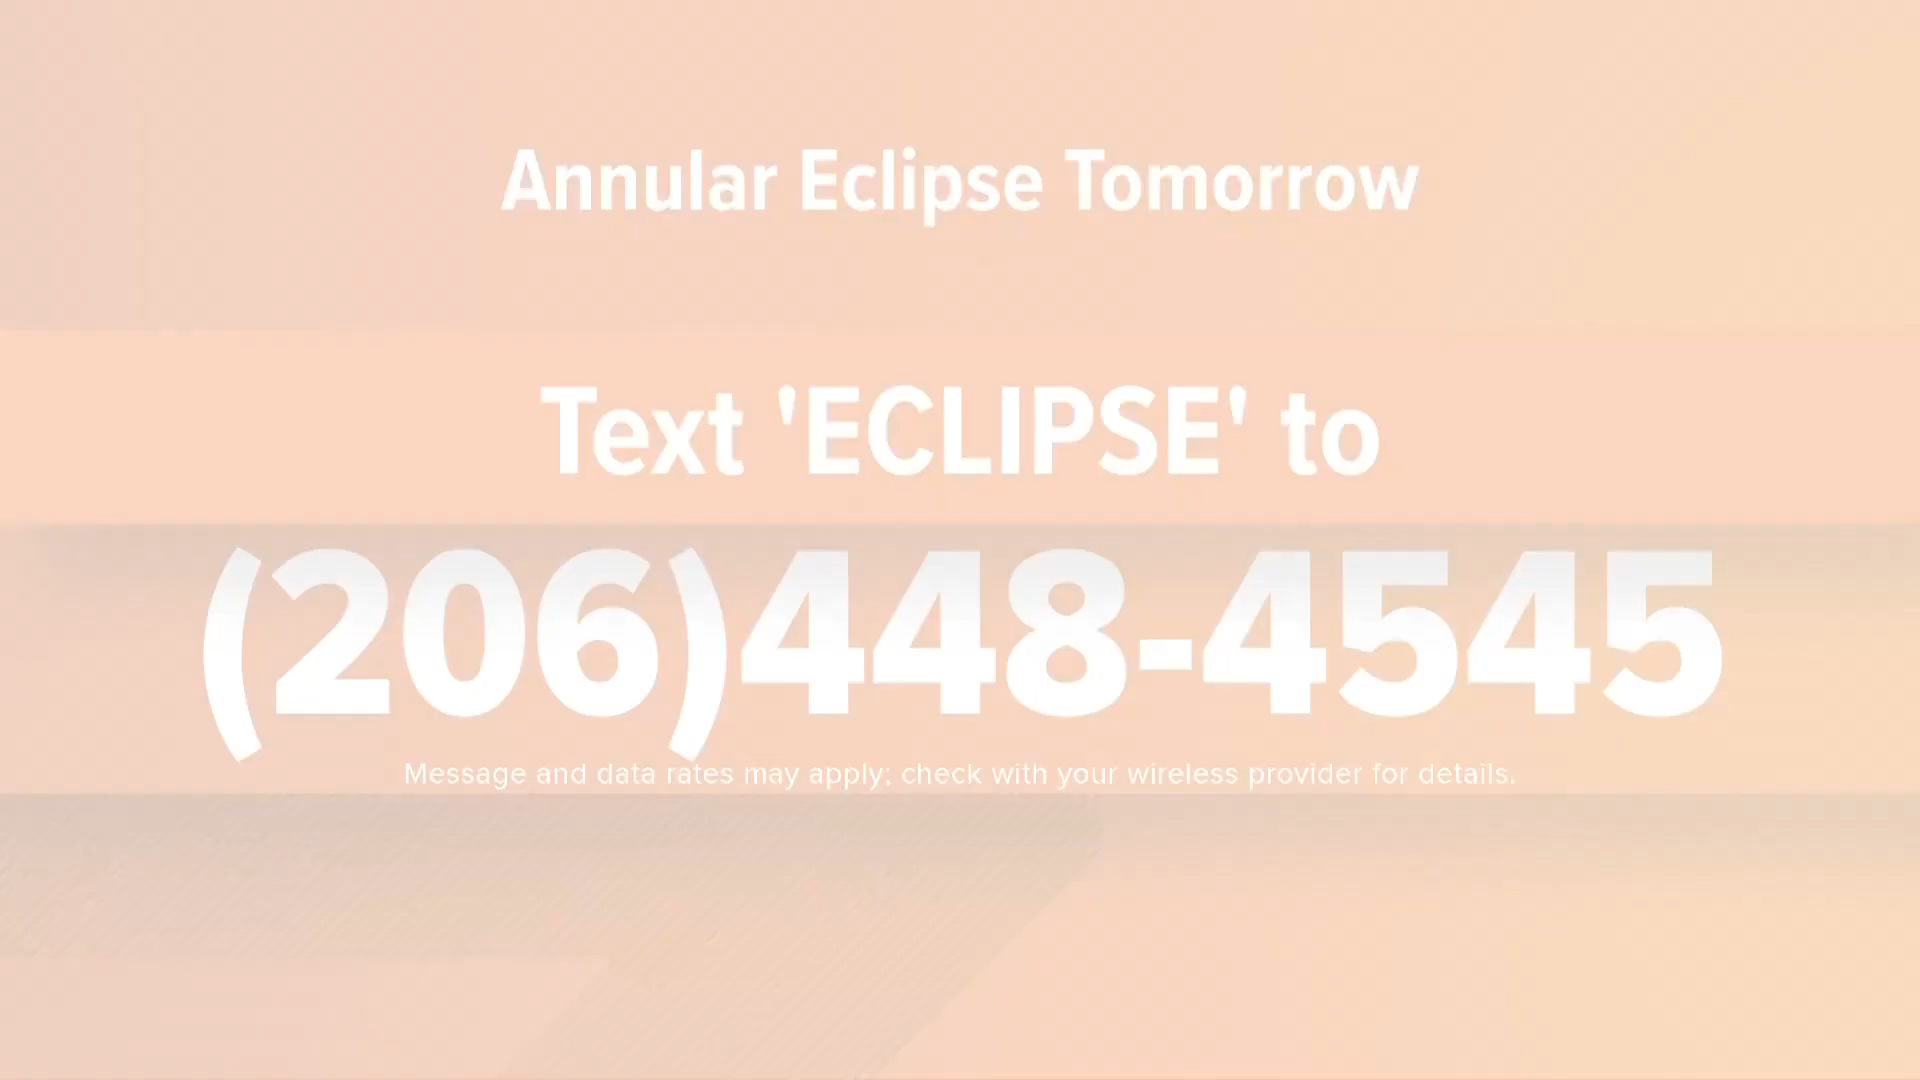 Annular Eclipse Tomorrow
Text 'ECLIPSE' to
(206)448-4545
Message and data rates may apply; check with your wireless provider for details.